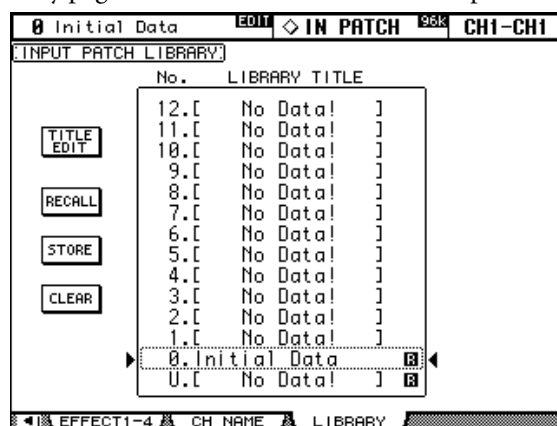 0 Initial Data EDIT ◇ IN PATCH 96k CH1-CH1
INPUT PATCH LIBRARY
No. LIBRARY TITLE
12.[ No Data! ]
11.[ No Data! ]
10.[ No Data! ]
9.[ No Data! ]
8.[ No Data! ]
7.[ No Data! ]
6.[ No Data! ]
5.[ No Data! ]
4.[ No Data! ]
3.[ No Data! ]
2.[ No Data! ]
1.[ No Data! ]
0.Initial Data R
U.[ No Data! ] R
TITLE
EDIT
RECALL
STORE
CLEAR
EFFECT1-4 CH NAME LIBRARY